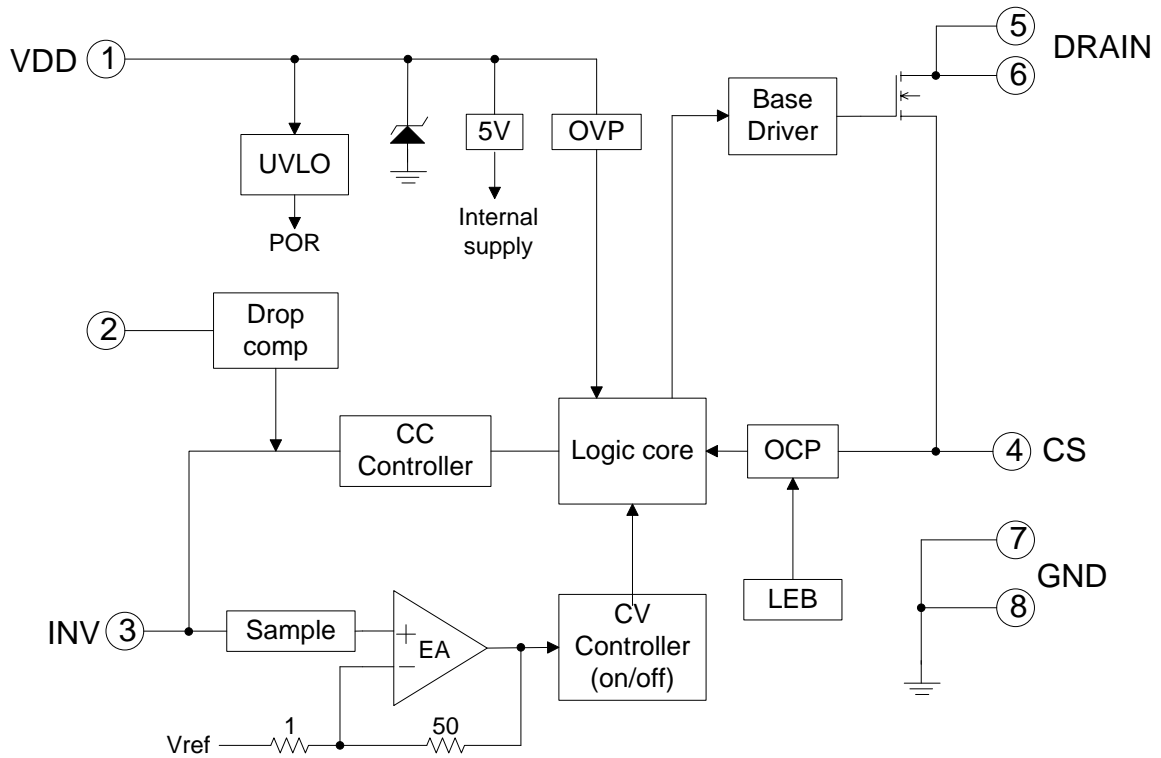 VDD
1
5
DRAIN
6
5V
OVP
Base
Driver
UVLO
POR
Internal
supply
2
Drop
comp
CC
Controller
Logic core
OCP
4
CS
7
GND
8
LEB
INV
3
Sample
+
EA
−
CV
Controller
(on/off)
Vref
1
50